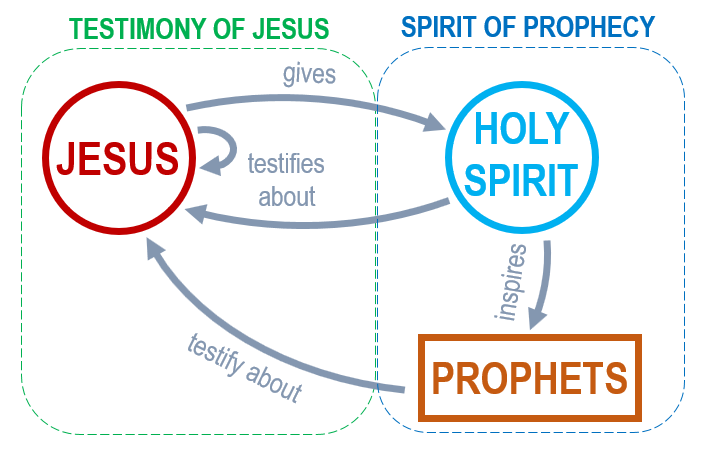 TESTIMONY OF JESUS
SPIRIT OF PROPHECY
gives
JESUS
HOLY
SPIRIT
testifies
about
inspires
testify about
PROPHETS